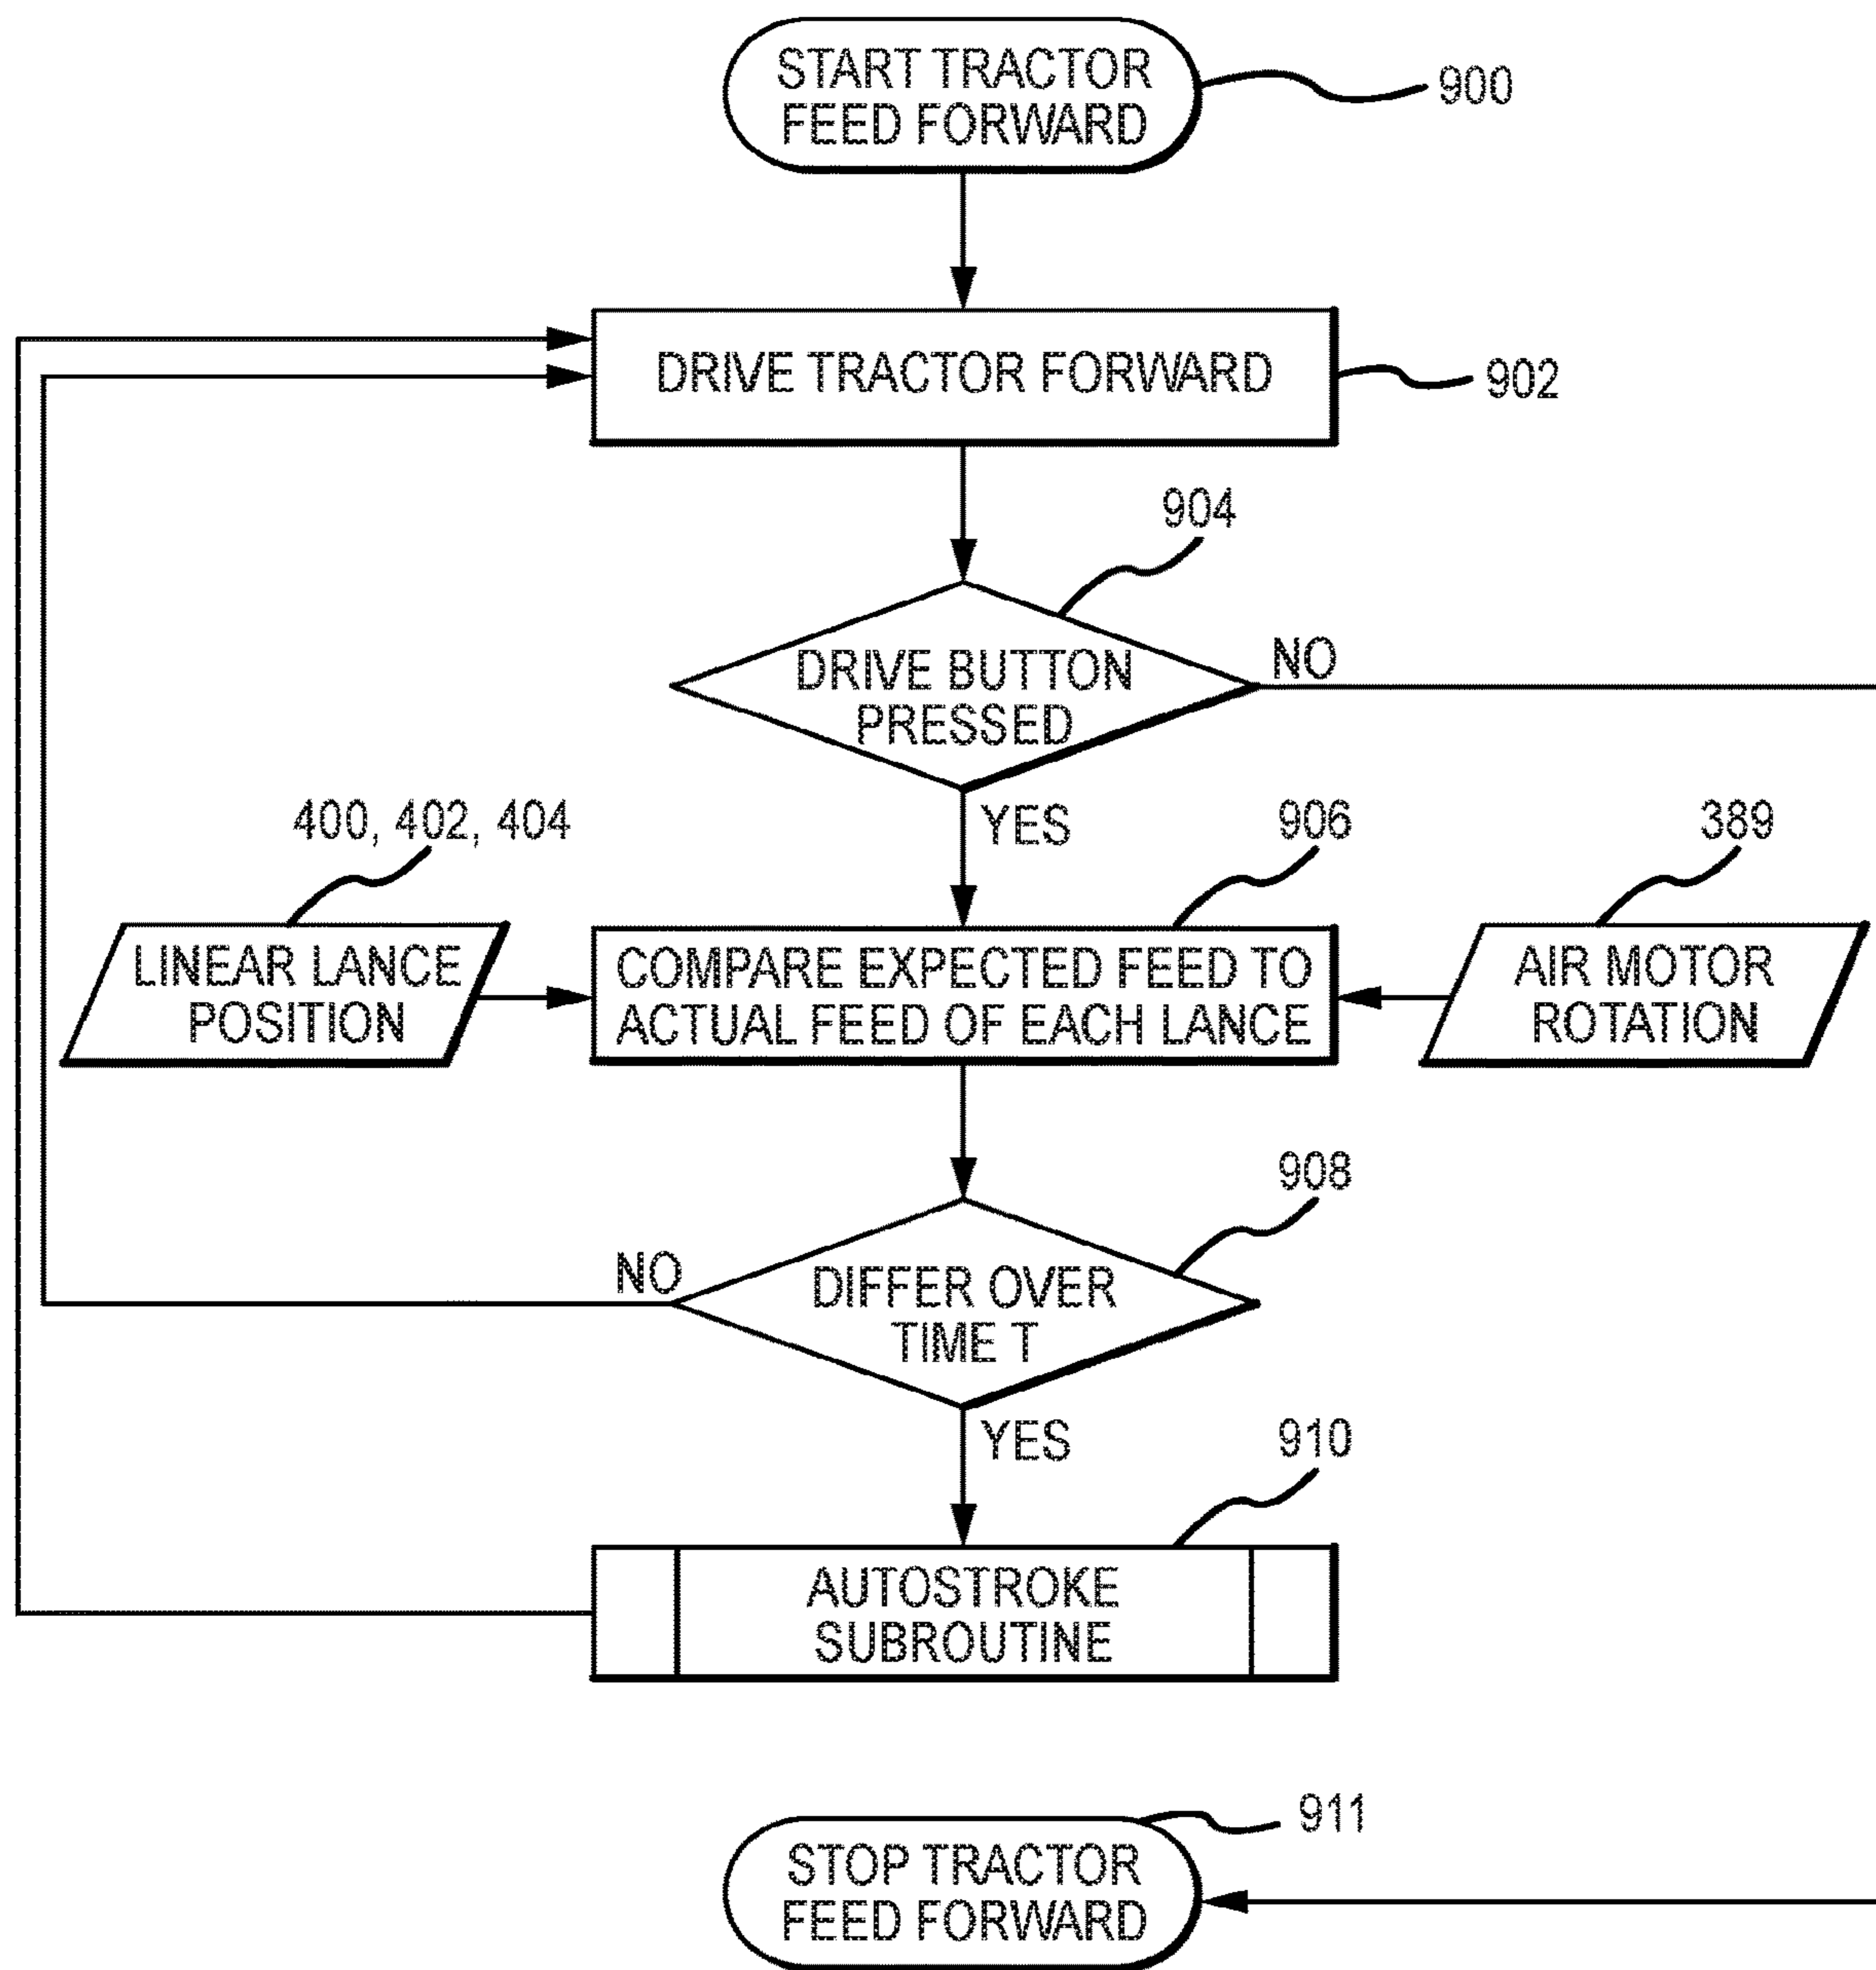 START TRACTOR
FEED FORWARD
900
DRIVE TRACTOR FORWARD
902
904
DRIVE BUTTON
PRESSED
NO
YES
400, 402, 404
906
389
LINEAR LANCE
POSITION
COMPARE EXPECTED FEED TO
ACTUAL FEED OF EACH LANCE
AIR MOTOR
ROTATION
908
NO
DIFFER OVER
TIME T
YES
910
AUTOSTROKE
SUBROUTINE
911
STOP TRACTOR
FEED FORWARD